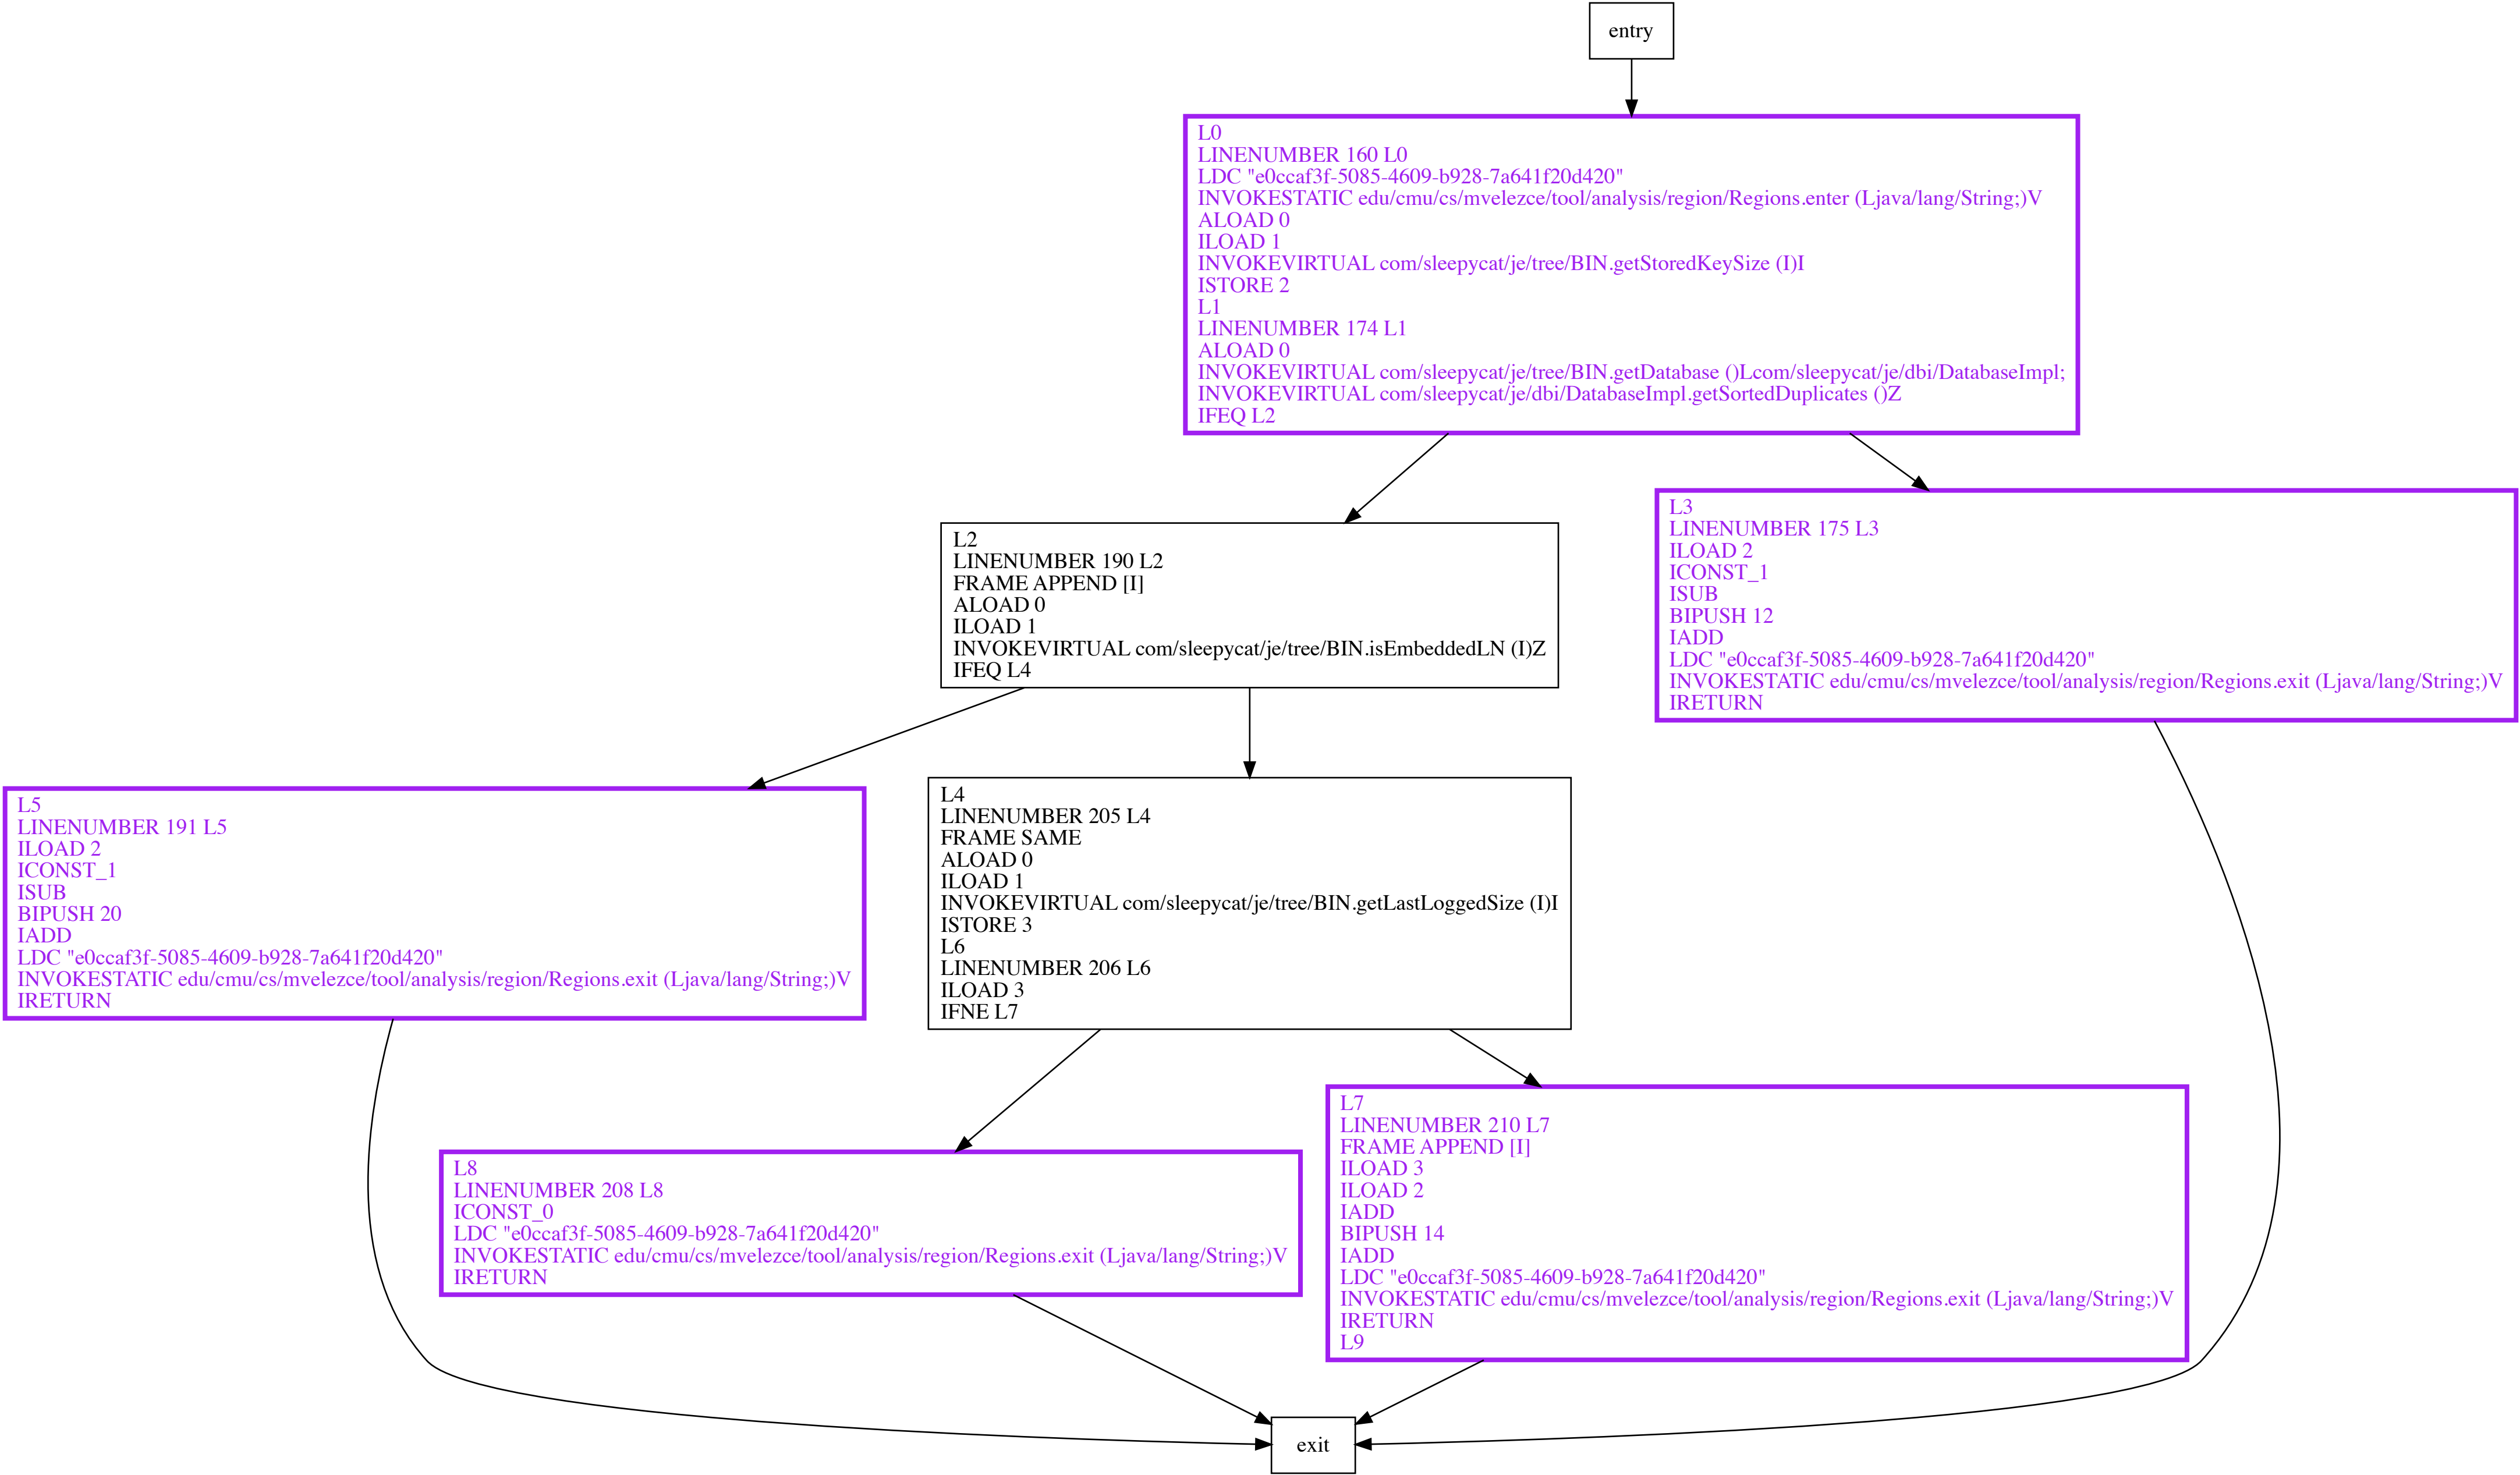 entry
L0
LINENUMBER 160 L0
LDC "e0ccaf3f-5085-4609-b928-7a641f20d420"
INVOKESTATIC edu/cmu/cs/mvelezce/tool/analysis/region/Regions.enter (Ljava/lang/String;)V
ALOAD 0
ILOAD 1
INVOKEVIRTUAL com/sleepycat/je/tree/BIN.getStoredKeySize (I)I
ISTORE 2
L1
LINENUMBER 174 L1
ALOAD 0
INVOKEVIRTUAL com/sleepycat/je/tree/BIN.getDatabase ()Lcom/sleepycat/je/dbi/DatabaseImpl;
INVOKEVIRTUAL com/sleepycat/je/dbi/DatabaseImpl.getSortedDuplicates ()Z
IFEQ L2
L3
LINENUMBER 175 L3
ILOAD 2
ICONST_1
ISUB
BIPUSH 12
IADD
LDC "e0ccaf3f-5085-4609-b928-7a641f20d420"
INVOKESTATIC edu/cmu/cs/mvelezce/tool/analysis/region/Regions.exit (Ljava/lang/String;)V
IRETURN
L2
LINENUMBER 190 L2
FRAME APPEND [I]
ALOAD 0
ILOAD 1
INVOKEVIRTUAL com/sleepycat/je/tree/BIN.isEmbeddedLN (I)Z
IFEQ L4
L5
LINENUMBER 191 L5
ILOAD 2
ICONST_1
ISUB
BIPUSH 20
IADD
LDC "e0ccaf3f-5085-4609-b928-7a641f20d420"
INVOKESTATIC edu/cmu/cs/mvelezce/tool/analysis/region/Regions.exit (Ljava/lang/String;)V
IRETURN
L4
LINENUMBER 205 L4
FRAME SAME
ALOAD 0
ILOAD 1
INVOKEVIRTUAL com/sleepycat/je/tree/BIN.getLastLoggedSize (I)I
ISTORE 3
L6
LINENUMBER 206 L6
ILOAD 3
IFNE L7
L8
LINENUMBER 208 L8
ICONST_0
LDC "e0ccaf3f-5085-4609-b928-7a641f20d420"
INVOKESTATIC edu/cmu/cs/mvelezce/tool/analysis/region/Regions.exit (Ljava/lang/String;)V
IRETURN
L7
LINENUMBER 210 L7
FRAME APPEND [I]
ILOAD 3
ILOAD 2
IADD
BIPUSH 14
IADD
LDC "e0ccaf3f-5085-4609-b928-7a641f20d420"
INVOKESTATIC edu/cmu/cs/mvelezce/tool/analysis/region/Regions.exit (Ljava/lang/String;)V
IRETURN
L9
exit